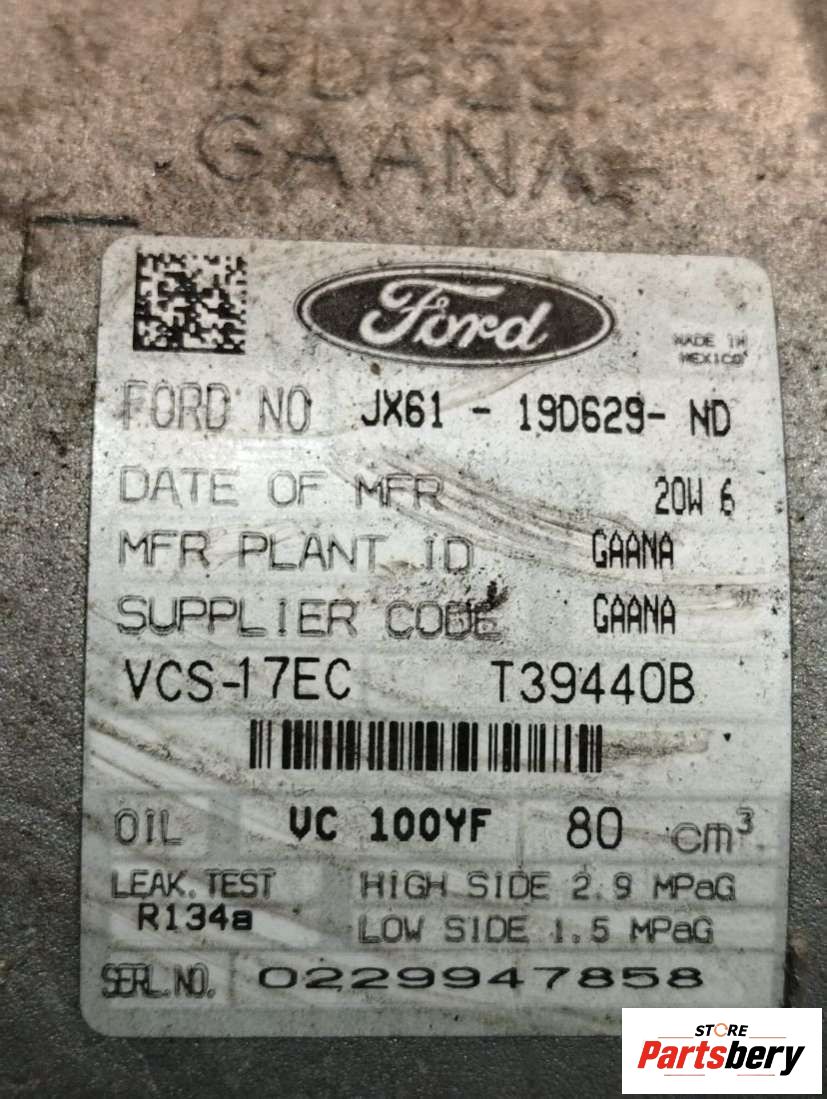 19D629
GAANA
Ford
MADE IN
MEXICO
FORD NO JX61 - 19D629- ND
DATE OF MFR 20W 6
MFR PLANT ID GAANA
SUPPLIER CODE GAANA
VCS-17EC T39440B
OIL VC 100YF 80 cm³
LEAK. TEST HIGH SIDE 2.9 MPaG
R134a LOW SIDE 1.5 MPaG
SERL.NO. 0229947858
STORE
Partsbery